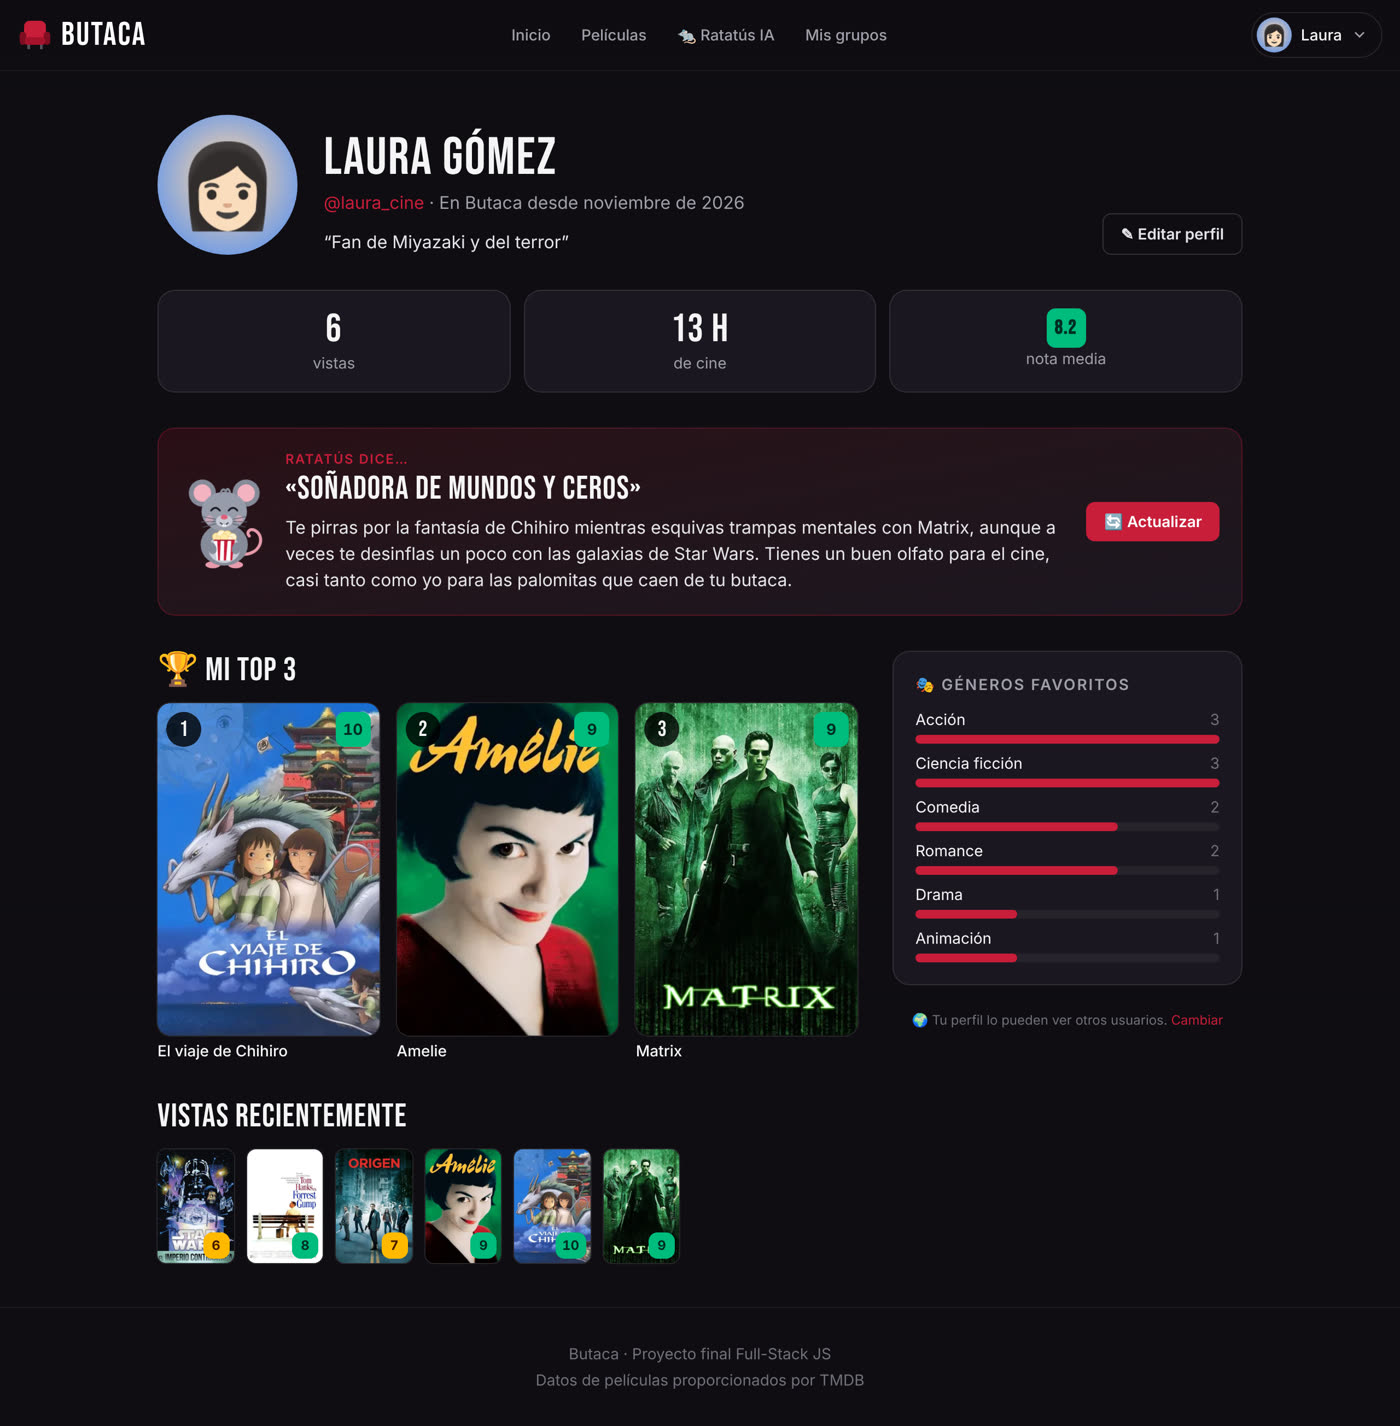 BUTACA
Inicio
Películas
Ratatús IA
Mis grupos
Laura
LAURA GÓMEZ
@laura_cine · En Butaca desde noviembre de 2026
“Fan de Miyazaki y del terror”
✎ Editar perfil
6
vistas
13 H
de cine
8.2
nota media
RATATÚS DICE…
«SOÑADORA DE MUNDOS Y CEROS»
Te pirras por la fantasía de Chihiro mientras esquivas trampas mentales con Matrix, aunque a
veces te desinflas un poco con las galaxias de Star Wars. Tienes un buen olfato para el cine,
casi tanto como yo para las palomitas que caen de tu butaca.
Actualizar
MI TOP 3
1
10
EL
VIAJE DE
CHIHIRO
El viaje de Chihiro
2
9
Amélie
Amelie
3
9
MATRIX
Matrix
GÉNEROS FAVORITOS
Acción 3
Ciencia ficción 3
Comedia 2
Romance 2
Drama 1
Animación 1
Tu perfil lo pueden ver otros usuarios. Cambiar
VISTAS RECIENTEMENTE
STAR
WARS
6
Tom
Hanks
Forrest
Gump
8
ORIGEN
7
Amélie
9
10
9
Butaca · Proyecto final Full-Stack JS
Datos de películas proporcionados por TMDB